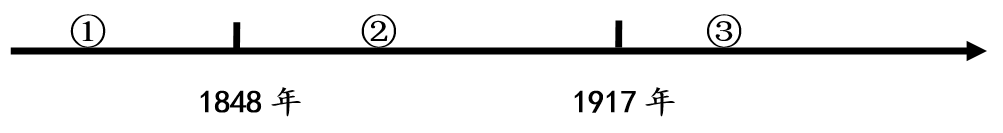 ① ② ③
1848 年 1917 年